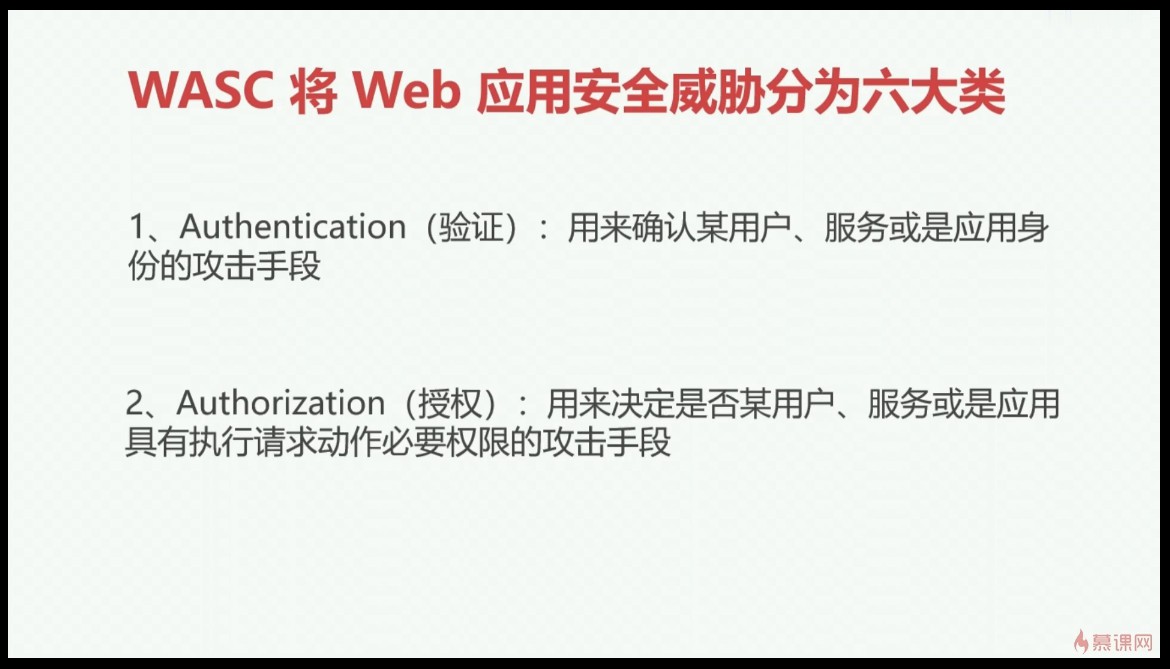 WASC 将 Web 应用安全威胁分为六大类
1、Authentication（验证）：用来确认某用户、服务或是应用身
份的攻击手段
2、Authorization（授权）：用来决定是否某用户、服务或是应用
具有执行请求动作必要权限的攻击手段
慕课网